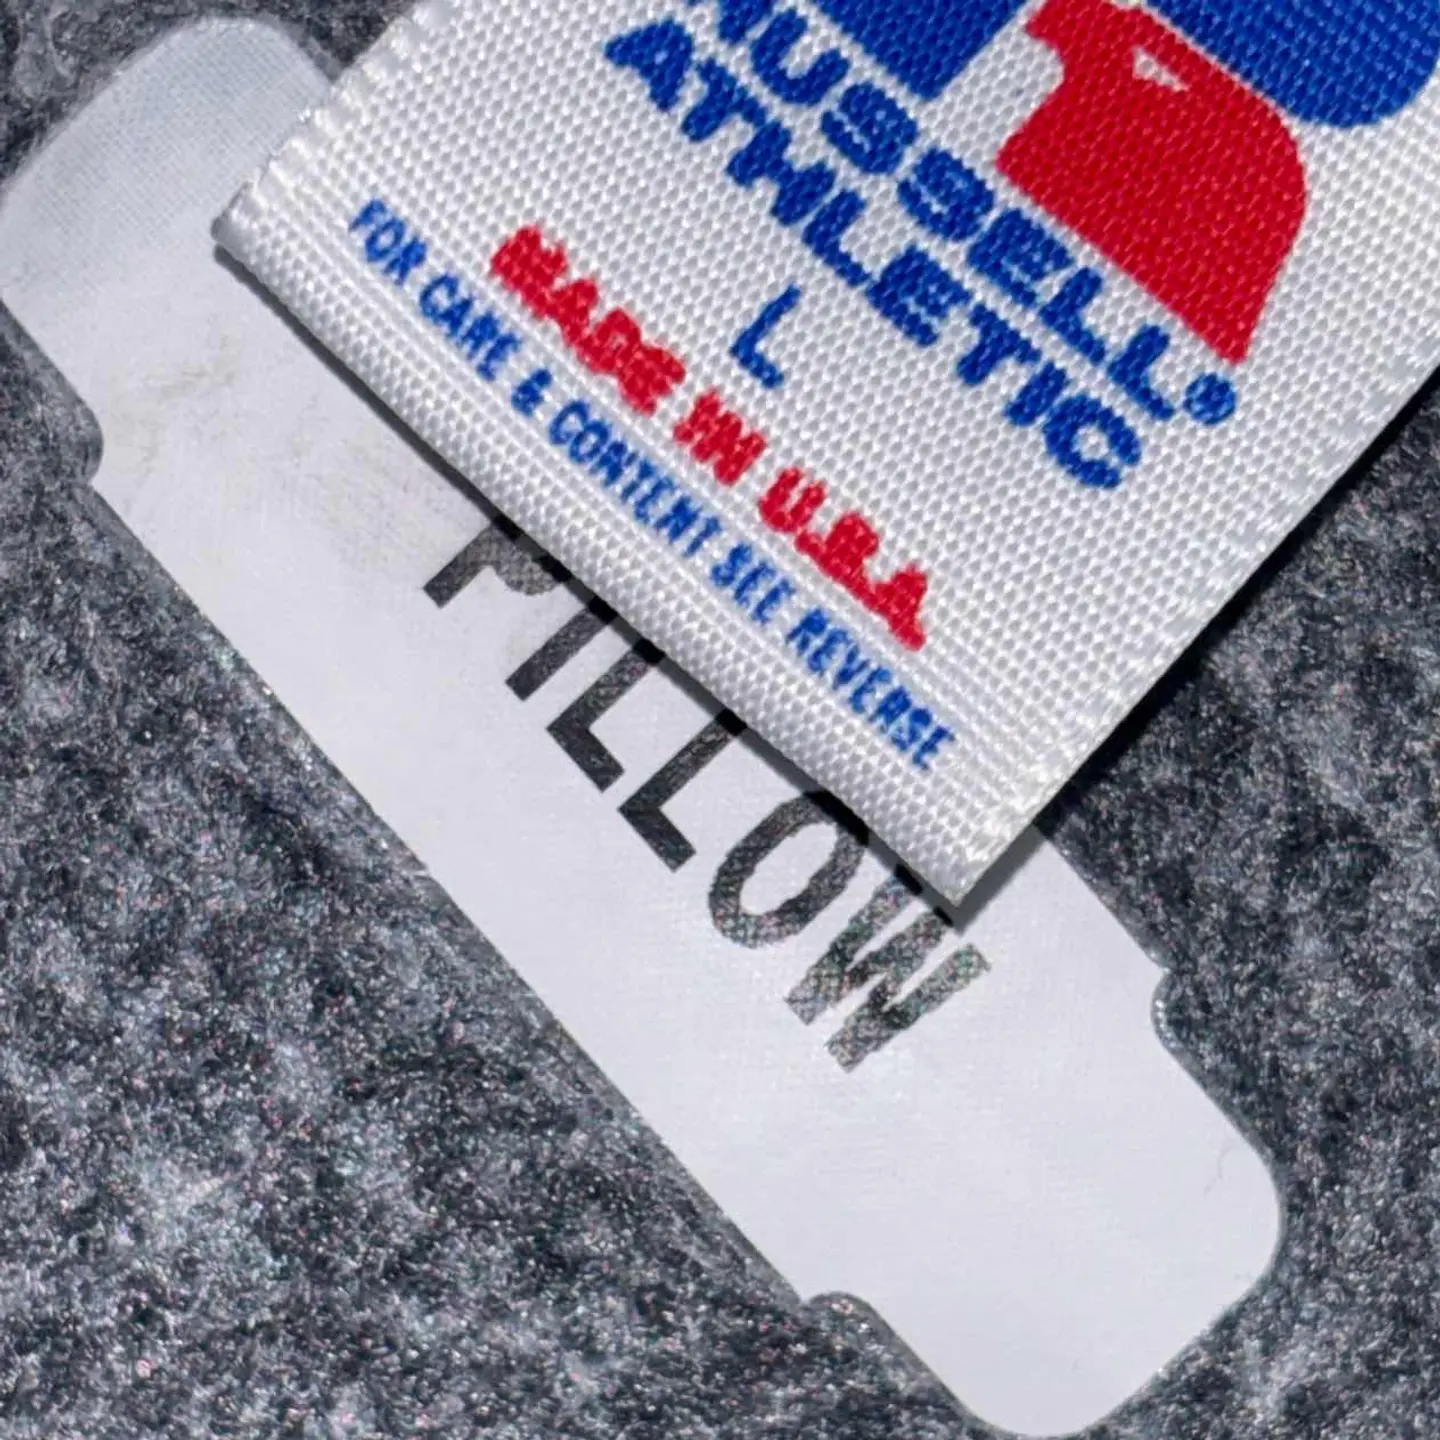 RUSSELL®
ATHLETIC
L
MADE IN U.S.A
FOR CARE & CONTENT SEE REVERSE
PILLOW